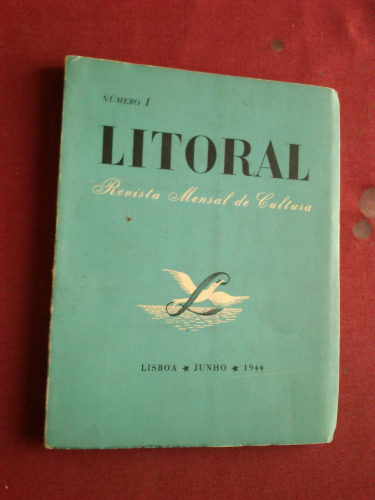 NÚMERO 1
LITORAL
Revista Mensal de Cultura
L
LISBOA ★ JUNHO ★ 1944